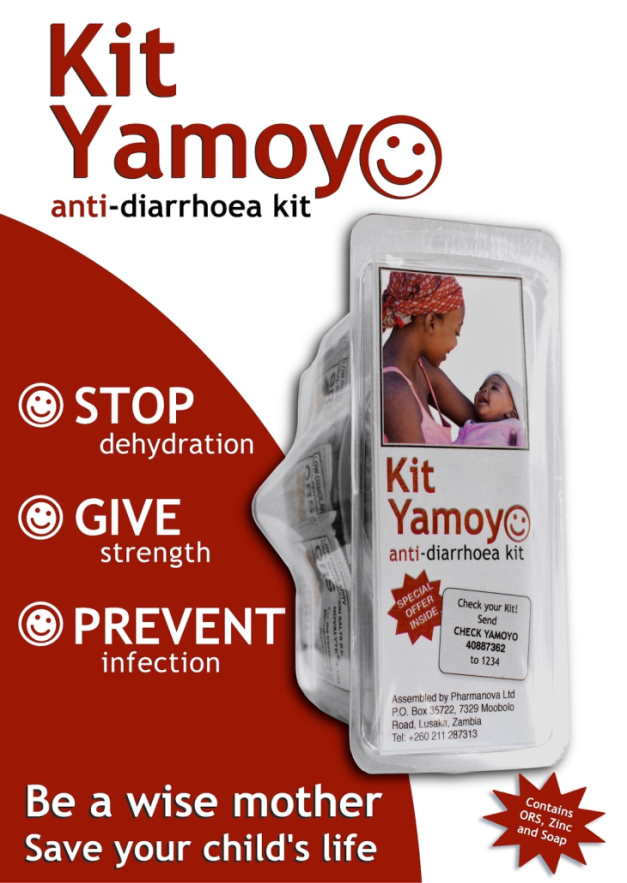 Kit
Yamoyo
anti-diarrhoea kit
STOP
dehydration
GIVE
strength
PREVENT
infection
Be a wise mother
Save your child's life
Kit
Yamoyo
anti-diarrhoea kit
SPECIAL
OFFER
INSIDE
Check your Kit!
Send
CHECK YAMOYO
40887362
to 1234
Assembled by Pharmanova Ltd
P.O. Box 35722, 7329 Moobolo
Road, Lusaka, Zambia
Tel: +260 211 287313
Contains
ORS, Zinc
and Soap